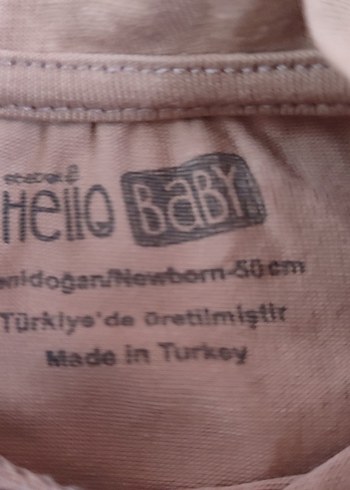 Hello BABY
enidoğan/Newborn-50cm
Türkiye'de üretilmiştir
Made in Turkey